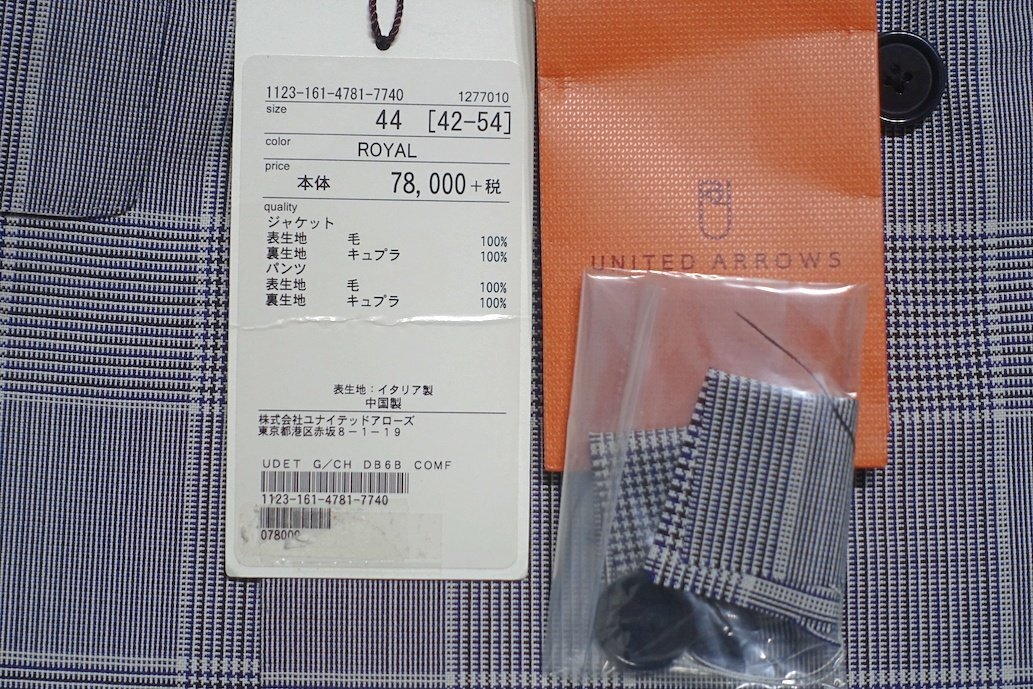 1123-161-4781-7740 1277010
size
44 [42-54]
color
ROYAL
price
本体 78,000+税
quality
ジャケット
表生地 毛 100%
裏生地 キュプラ 100%
パンツ
表生地 毛 100%
裏生地 キュプラ 100%
表生地：イタリア製
中国製
株式会社ユナイテッドアローズ
東京都港区赤坂8-1-19
UDET G/CH DB6B COMF
1123-161-4781-7740
078000
UNITED ARROWS